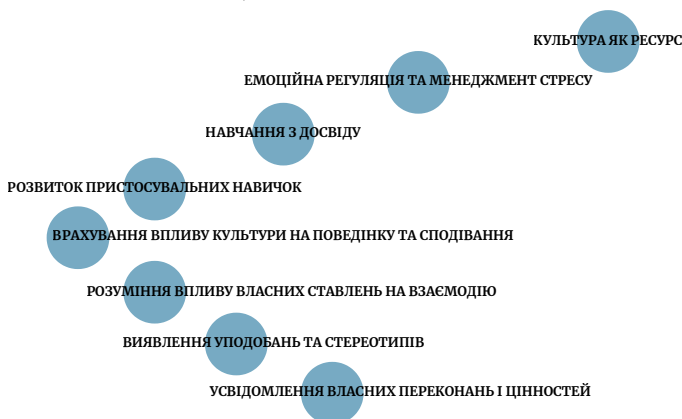 КУЛЬТУРА ЯК РЕСУРС
ЕМОЦІЙНА РЕГУЛЯЦІЯ ТА МЕНЕДЖМЕНТ СТРЕСУ
НАВЧАННЯ З ДОСВІДУ
РОЗВИТОК ПРИСТОСУВАЛЬНИХ НАВИЧОК
ВРАХУВАННЯ ВПЛИВУ КУЛЬТУРИ НА ПОВЕДІНКУ ТА СПОДІВАННЯ
РОЗУМІННЯ ВПЛИВУ ВЛАСНИХ СТАВЛЕНЬ НА ВЗАЄМОДІЮ
ВИЯВЛЕННЯ УПОДОБАНЬ ТА СТЕРЕОТИПІВ
УСВІДОМЛЕННЯ ВЛАСНИХ ПЕРЕКОНАНЬ І ЦІННОСТЕЙ